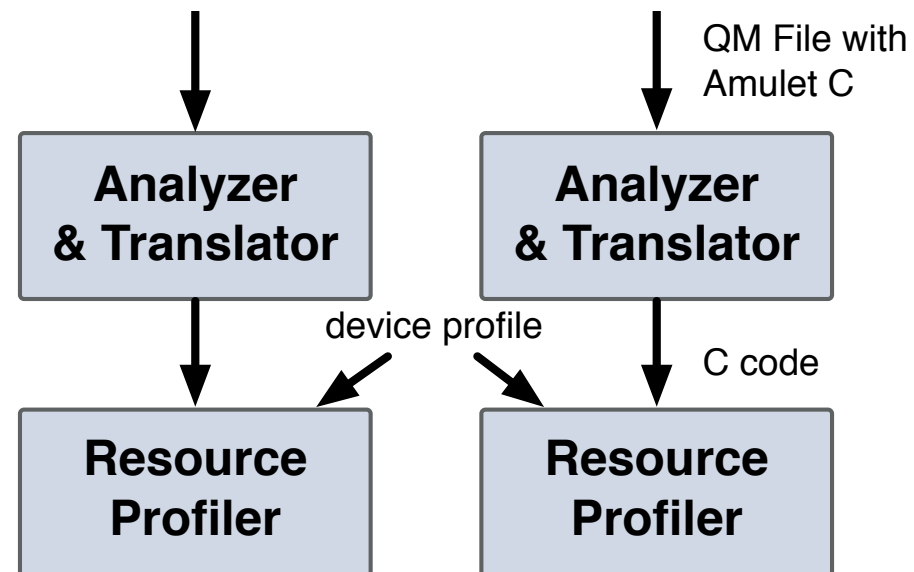 QM File with
Amulet C
Analyzer
& Translator
Analyzer
& Translator
device profile
C code
Resource
Profiler
Resource
Profiler